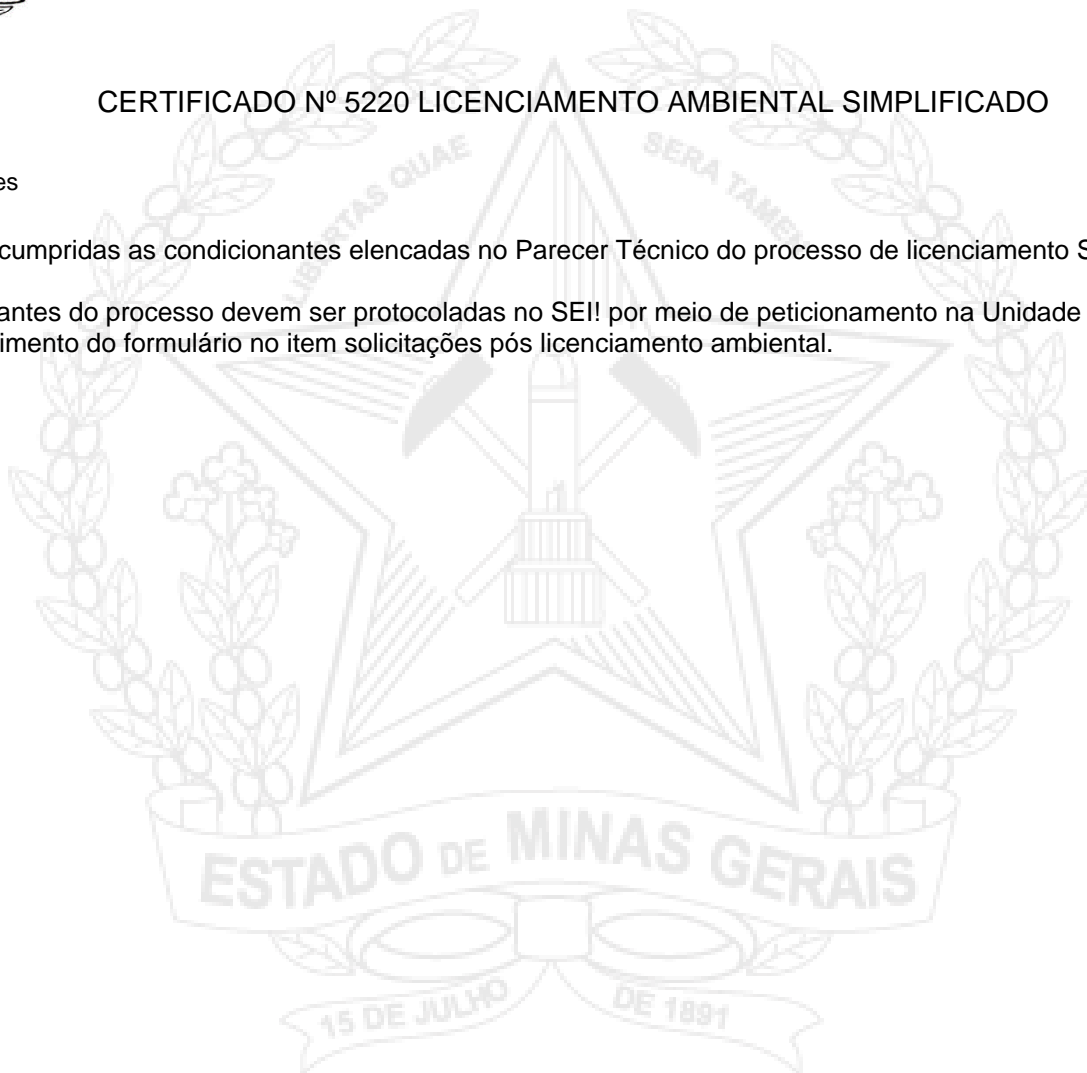 CERTIFICADO Nº 5220 LICENCIAMENTO AMBIENTAL SIMPLIFICADO
es
cumpridas as condicionantes elencadas no Parecer Técnico do processo de licenciamento S
antes do processo devem ser protocoladas no SEI! por meio de peticionamento na Unidade
imento do formulário no item solicitações pós licenciamento ambiental.
LIBERTAS QUAE SERA TAMEN
ESTADO DE MINAS GERAIS
15 DE JULHO DE 1891